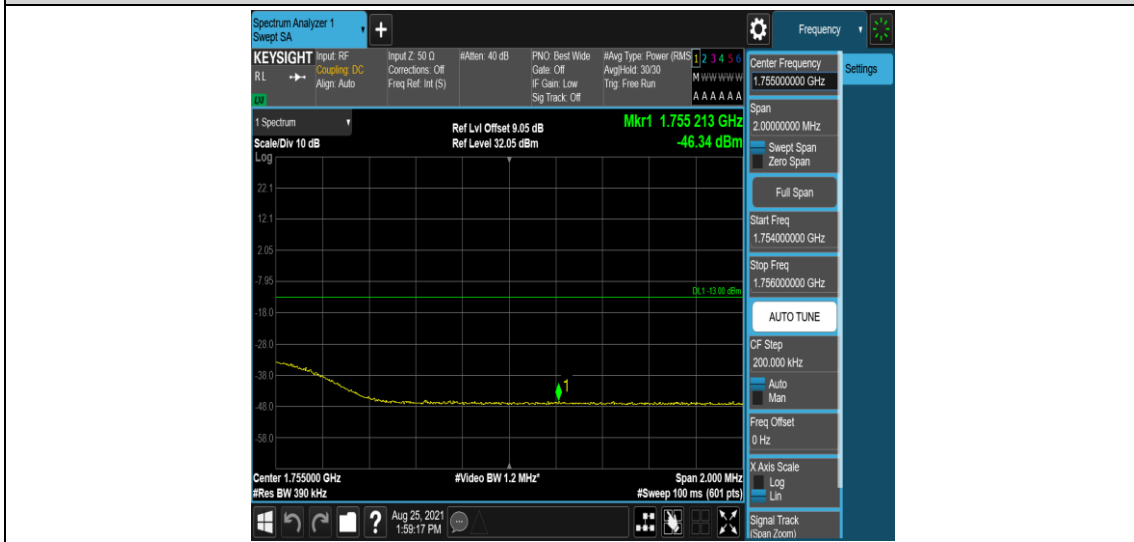 Spectrum Analyzer 1
Swept SA
+
Frequency
KEYSIGHT
RL
LXI
Input: RF
Coupling: DC
Align: Auto
Input Z: 50 Ω
Corrections: Off
Freq Ref: Int (S)
#Atten: 40 dB
PNO: Best Wide
Gate: Off
IF Gain: Low
Sig Track: Off
#Avg Type: Power (RMS
Avg|Hold: 30/30
Trig: Free Run
1 2 3 4 5 6
M W W W W W
A A A A A A
1 Spectrum
Scale/Div 10 dB
Log
Ref Lvl Offset 9.05 dB
Ref Level 32.05 dBm
Mkr1 1.755 213 GHz
-46.34 dBm
22.1
12.1
2.05
-7.95
DL1 -13.00 dBm
-18.0
-28.0
-38.0
1
-48.0
-58.0
Center 1.755000 GHz
#Res BW 390 kHz
#Video BW 1.2 MHz*
Span 2.000 MHz
#Sweep 100 ms (601 pts)
?
Aug 25, 2021
1:59:17 PM
Center Frequency
1.755000000 GHz
Settings
Span
2.00000000 MHz
Swept Span
Zero Span
Full Span
Start Freq
1.754000000 GHz
Stop Freq
1.756000000 GHz
AUTO TUNE
CF Step
200.000 kHz
Auto
Man
Freq Offset
0 Hz
X Axis Scale
Log
Lin
Signal Track
(Span Zoom)